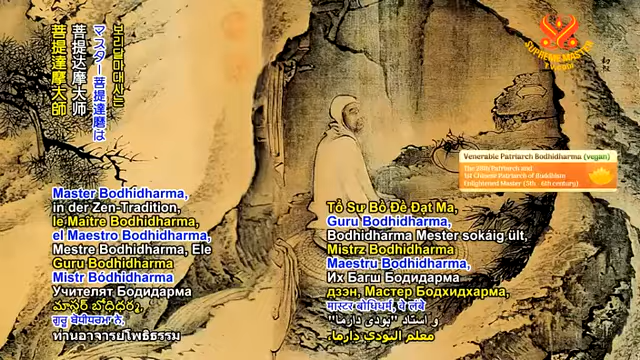 보리달마대사는
マスター菩提達磨は
菩提达摩大师
菩提達摩大師
SUPREME MASTER
TV.com
Venerable Patriarch Bodhidharma (vegan)
The 28th Patriarch and
1st Chinese Patriarch of Buddhism
Enlightened Master (5th - 6th century)
Master Bodhidharma,
in der Zen-Tradition,
le Maître Bodhidharma,
el Maestro Bodhidharma,
Mestre Bodhidharma, Ele
Guru Bodhidharma
Mistr Bódhidharma
Учителят Бодидарма
మాస్టర్ బోధిధర్మ,
ਗੁਰੂ ਬੋਧੀਧਰਮਾ ਨੇ,
ท่านอาจารย์โพธิธรรม
Tổ Sư Bồ Đề Đạt Ma,
Guru Bodhidharma,
Bodhidharma Mester sokáig ült,
Mistrz Bodhidharma
Maestru Bodhidharma,
Их Багш Бодидарма
дзэн, Мастер Бодхидхарма,
मास्टर बोधिधर्म, वे लंबे
و استاد "بودی دارما"
معلم البودي دارما،